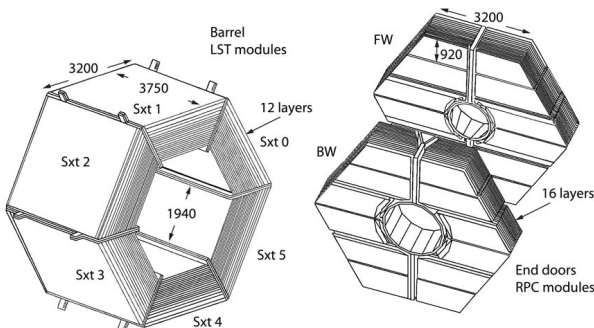 Barrel
LST modules
3200
3750
Sxt 1
12 layers
Sxt 0
Sxt 2
1940
Sxt 3
Sxt 5
Sxt 4
3200
FW
920
BW
16 layers
End doors
RPC modules